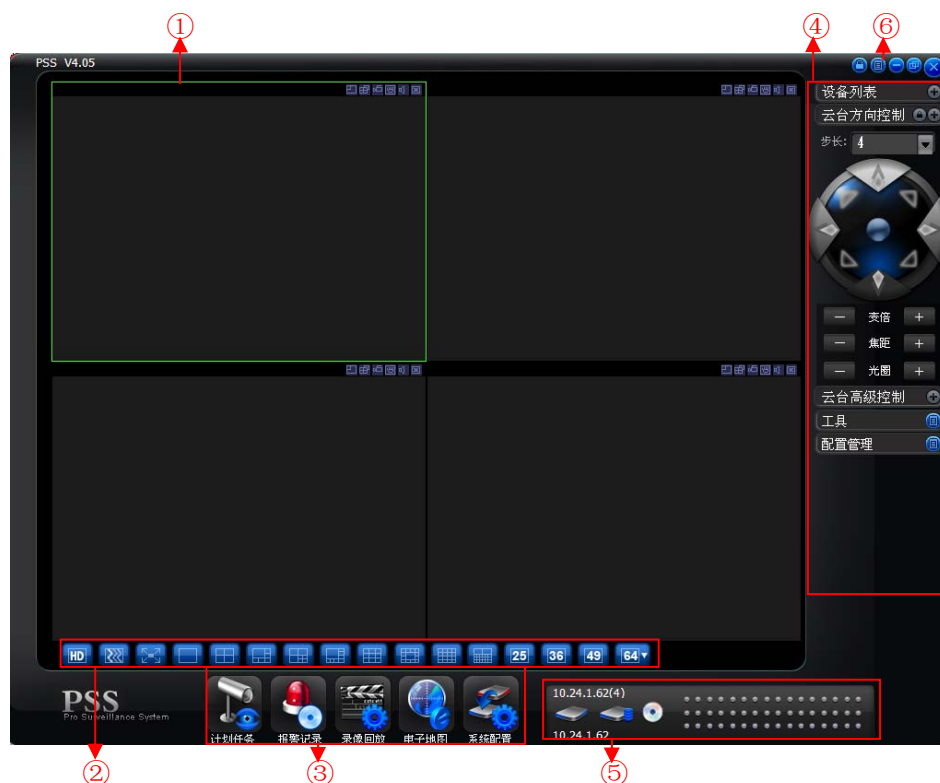 ① ④ ⑥
PSS V4.05
设备列表
云台方向控制
步长: 4
变倍
焦距
光圈
云台高级控制
工具
配置管理
HD 25 36 49 64
PSS
Pro Surveillance System
计划任务 报警记录 录像回放 电子地图 系统配置
10.24.1.62(4)
10.24.1.62
② ③ ⑤